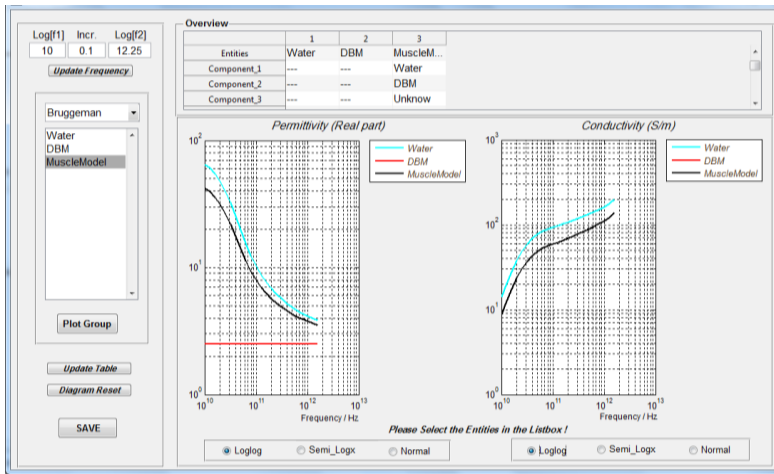 Log[f1] Incr. Log[f2]
10 0.1 12.25
Update Frequency
Bruggeman
Water
DBM
MuscleModel
Plot Group
Update Table
Diagram Reset
SAVE
Overview
1 2 3
Entities Water DBM MuscleM...
Component_1 --- --- Water
Component_2 --- --- DBM
Component_3 --- --- Unknow
Permittivity (Real part)
10^2
10^1
10^0
10^10 10^11 10^12 10^13
Frequency / Hz
Water
DBM
MuscleModel
Conductivity (S/m)
10^3
10^2
10^1
10^0
10^10 10^11 10^12 10^13
Frequency / Hz
Water
DBM
MuscleModel
Please Select the Entities in the Listbox !
Loglog Semi_Logx Normal
Loglog Semi_Logx Normal